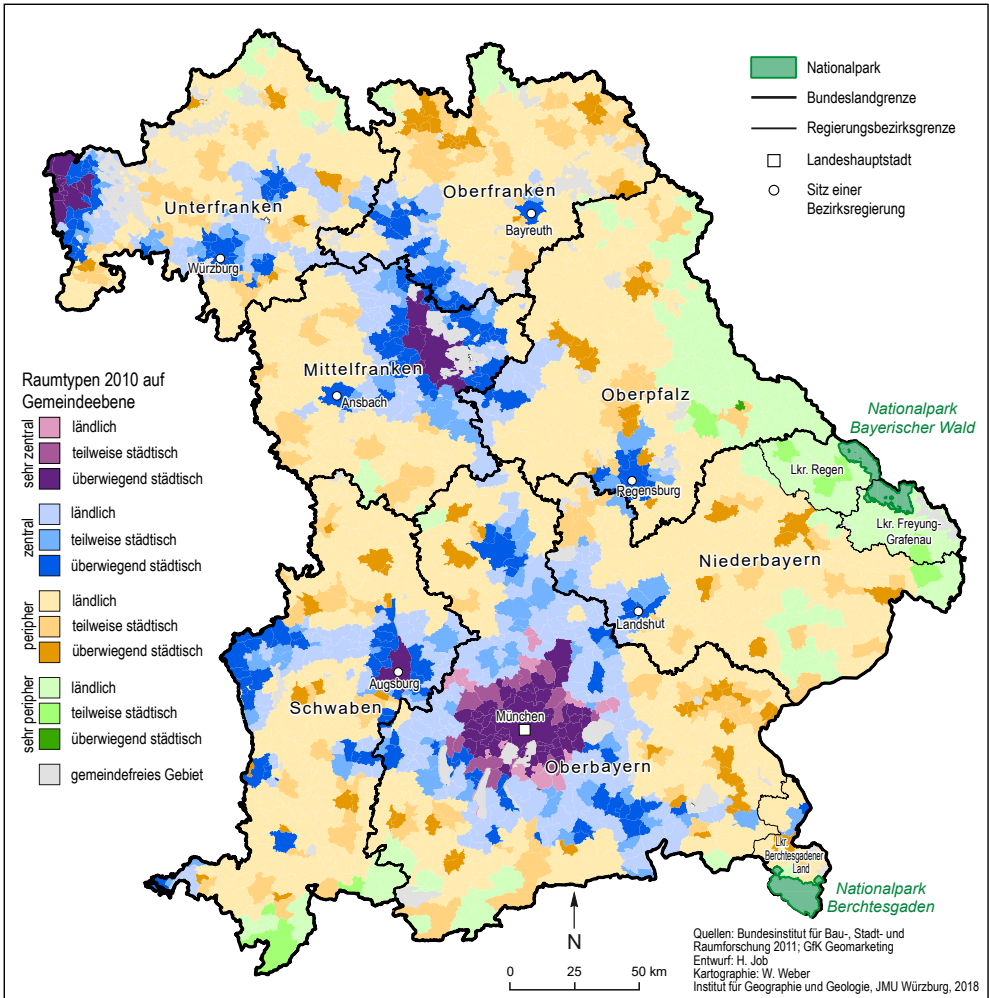 Nationalpark
Bundeslandgrenze
Regierungsbezirksgrenze
Landeshauptstadt
Sitz einer
Bezirksregierung
Unterfranken
Würzburg
Oberfranken
Bayreuth
Mittelfranken
Ansbach
Oberpfalz
Regensburg
Nationalpark
Bayerischer Wald
Lkr. Regen
Lkr. Freyung-
Grafenau
Niederbayern
Landshut
Augsburg
Schwaben
München
Oberbayern
Lkr.
Berchtesgadener
Land
Nationalpark
Berchtesgaden
Raumtypen 2010 auf
Gemeindeebene
sehr zentral
ländlich
teilweise städtisch
überwiegend städtisch
zentral
ländlich
teilweise städtisch
überwiegend städtisch
peripher
ländlich
teilweise städtisch
überwiegend städtisch
sehr peripher
ländlich
teilweise städtisch
überwiegend städtisch
gemeindefreies Gebiet
N
0 25 50 km
Quellen: Bundesinstitut für Bau-, Stadt- und
Raumforschung 2011; GfK Geomarketing
Entwurf: H. Job
Kartographie: W. Weber
Institut für Geographie und Geologie, JMU Würzburg, 2018